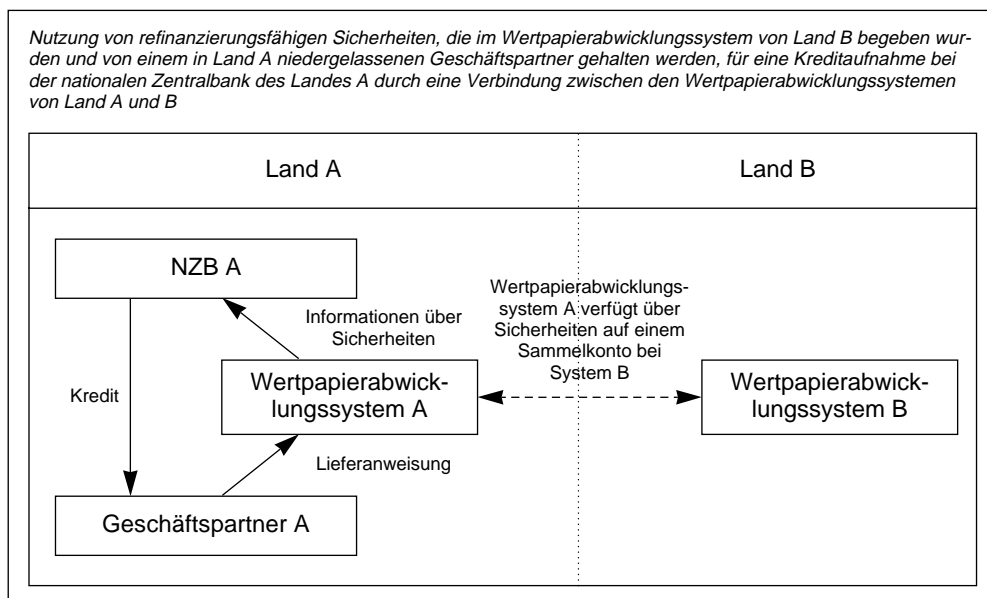 Nutzung von refinanzierungsfähigen Sicherheiten, die im Wertpapierabwicklungssystem von Land B begeben wur-
den und von einem in Land A niedergelassenen Geschäftspartner gehalten werden, für eine Kreditaufnahme bei
der nationalen Zentralbank des Landes A durch eine Verbindung zwischen den Wertpapierabwicklungssystemen
von Land A und B
Land A
Land B
NZB A
Informationen über
Sicherheiten
Wertpapierabwicklungs-
system A verfügt über
Sicherheiten auf einem
Sammelkonto bei
System B
Kredit
Wertpapierabwick-
lungssystem A
Wertpapierabwick-
lungssystem B
Lieferanweisung
Geschäftspartner A